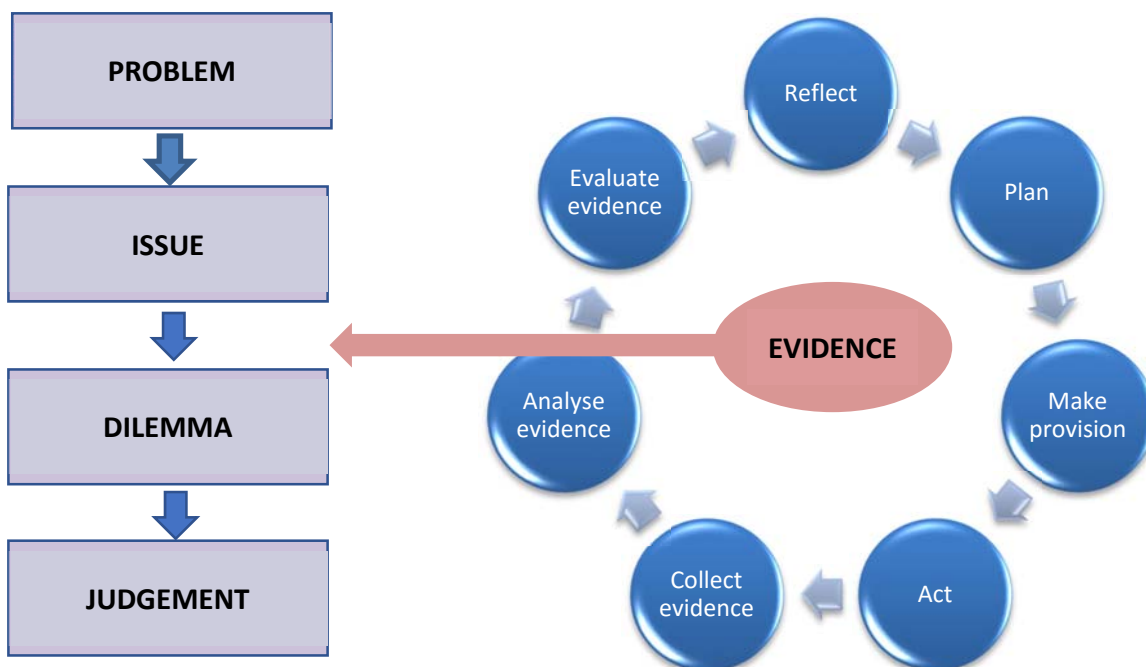 PROBLEM
ISSUE
DILEMMA
JUDGEMENT
EVIDENCE
Reflect
Plan
Make
provision
Act
Collect
evidence
Analyse
evidence
Evaluate
evidence